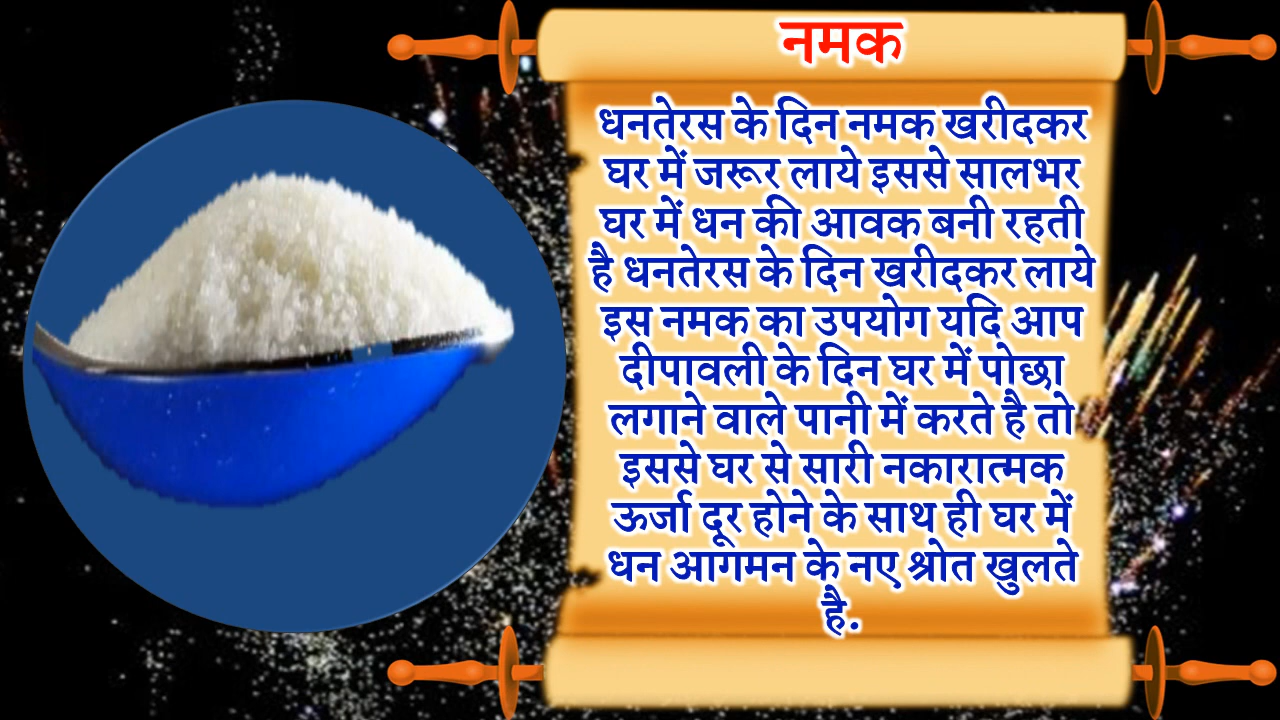 नमक
धनतेरस के दिन नमक खरीदकर
घर में जरूर लाये इससे सालभर
घर में धन की आवक बनी रहती
है धनतेरस के दिन खरीदकर लाये
इस नमक का उपयोग यदि आप
दीपावली के दिन घर में पोछा
लगाने वाले पानी में करते है तो
इससे घर से सारी नकारात्मक
ऊर्जा दूर होने के साथ ही घर में
धन आगमन के नए श्रोत खुलते
है.